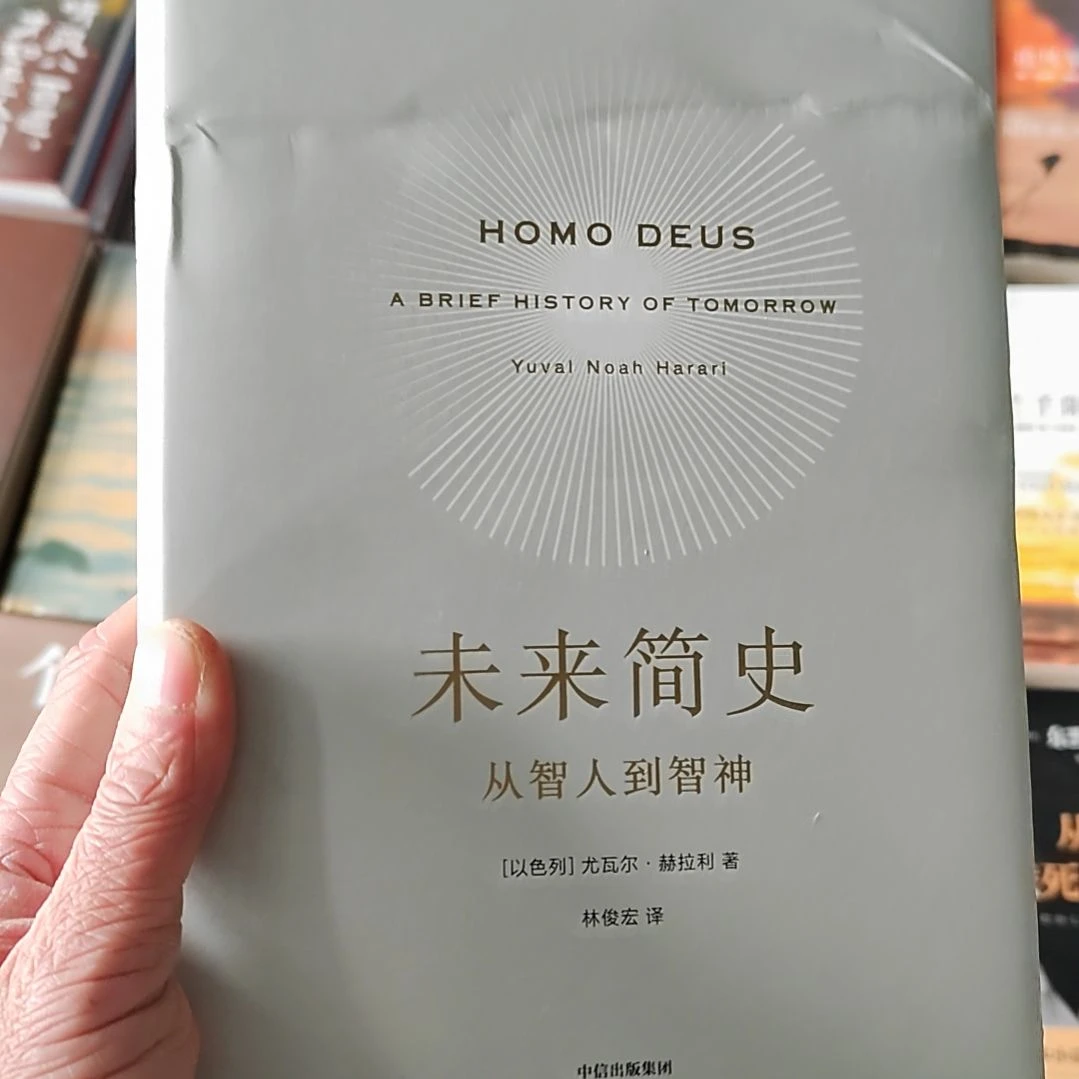 HOMO DEUS
A BRIEF HISTORY OF TOMORROW
Yuval Noah Harari
未来简史
从智人到智神
[以色列] 尤瓦尔·赫拉利 著
林俊宏 译
中信出版集团
从
死